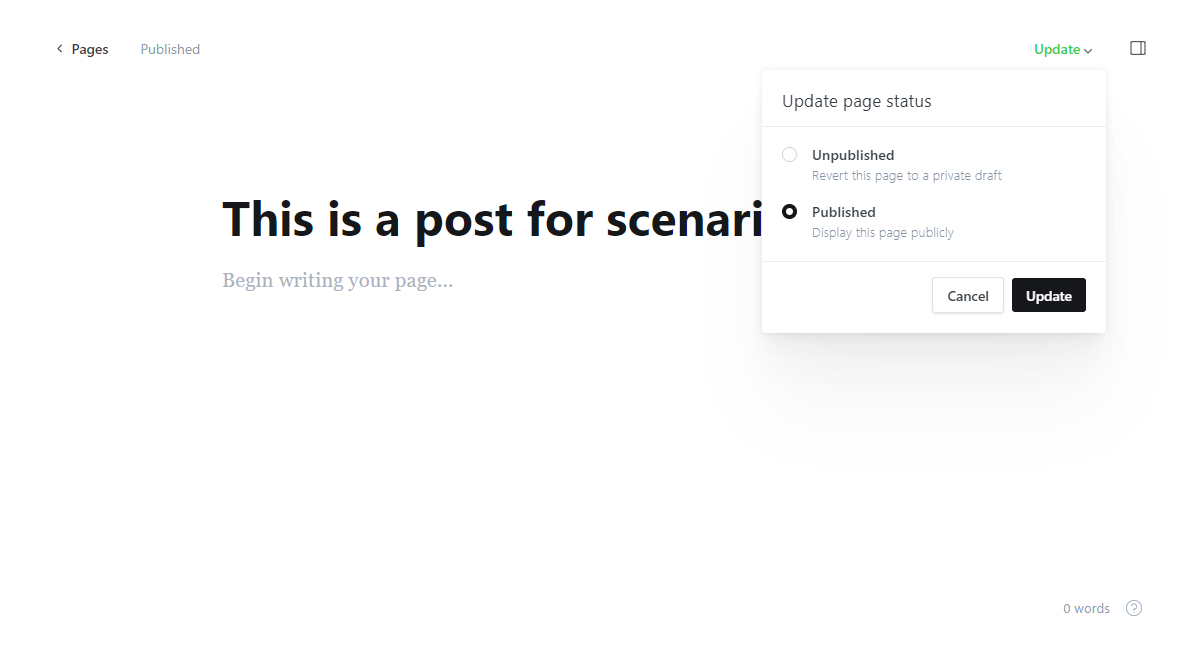 Pages
Published
Update
Update page status
Unpublished
Revert this page to a private draft
Published
Display this page publicly
Cancel
Update
This is a post for scenari
Begin writing your page...
0 words
?